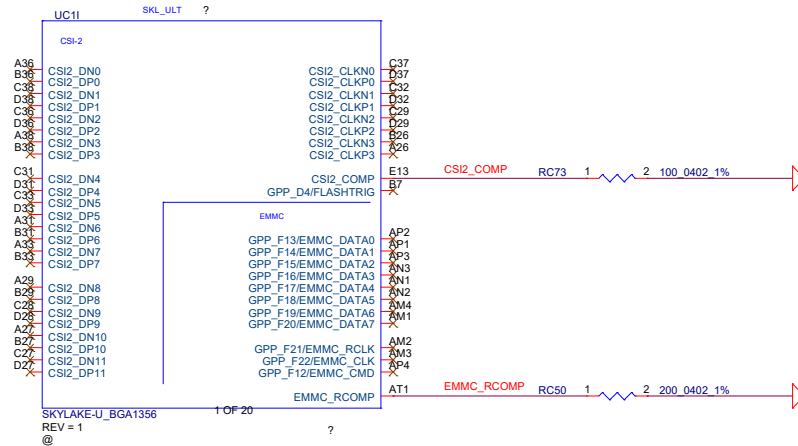 UC1I
SKL_ULT ?
CSI-2
A36 CSI2_DN0
B36 CSI2_DP0
C38 CSI2_DN1
D38 CSI2_DP1
C36 CSI2_DN2
D36 CSI2_DP2
A38 CSI2_DN3
B38 CSI2_DP3
C31 CSI2_DN4
D31 CSI2_DP4
C33 CSI2_DN5
D33 CSI2_DP5
A31 CSI2_DN6
B31 CSI2_DP6
A33 CSI2_DN7
B33 CSI2_DP7
A29 CSI2_DN8
B29 CSI2_DP8
C28 CSI2_DN9
D28 CSI2_DP9
A27 CSI2_DN10
B27 CSI2_DP10
C27 CSI2_DN11
D27 CSI2_DP11
CSI2_CLKN0 C37
CSI2_CLKP0 D37
CSI2_CLKN1 C32
CSI2_CLKP1 D32
CSI2_CLKN2 C29
CSI2_CLKP2 D29
CSI2_CLKN3 B26
CSI2_CLKP3 A26
CSI2_COMP E13 CSI2_COMP RC73 1 2 100_0402_1%
GPP_D4/FLASHTRIG B7
EMMC
GPP_F13/EMMC_DATA0 AP2
GPP_F14/EMMC_DATA1 AP1
GPP_F15/EMMC_DATA2 AP3
GPP_F16/EMMC_DATA3 AN3
GPP_F17/EMMC_DATA4 AN1
GPP_F18/EMMC_DATA5 AN2
GPP_F19/EMMC_DATA6 AM4
GPP_F20/EMMC_DATA7 AM1
GPP_F21/EMMC_RCLK AM2
GPP_F22/EMMC_CLK AM3
GPP_F12/EMMC_CMD AP4
EMMC_RCOMP AT1 EMMC_RCOMP RC50 1 2 200_0402_1%
SKYLAKE-U_BGA1356 1 OF 20
REV = 1 ?
@